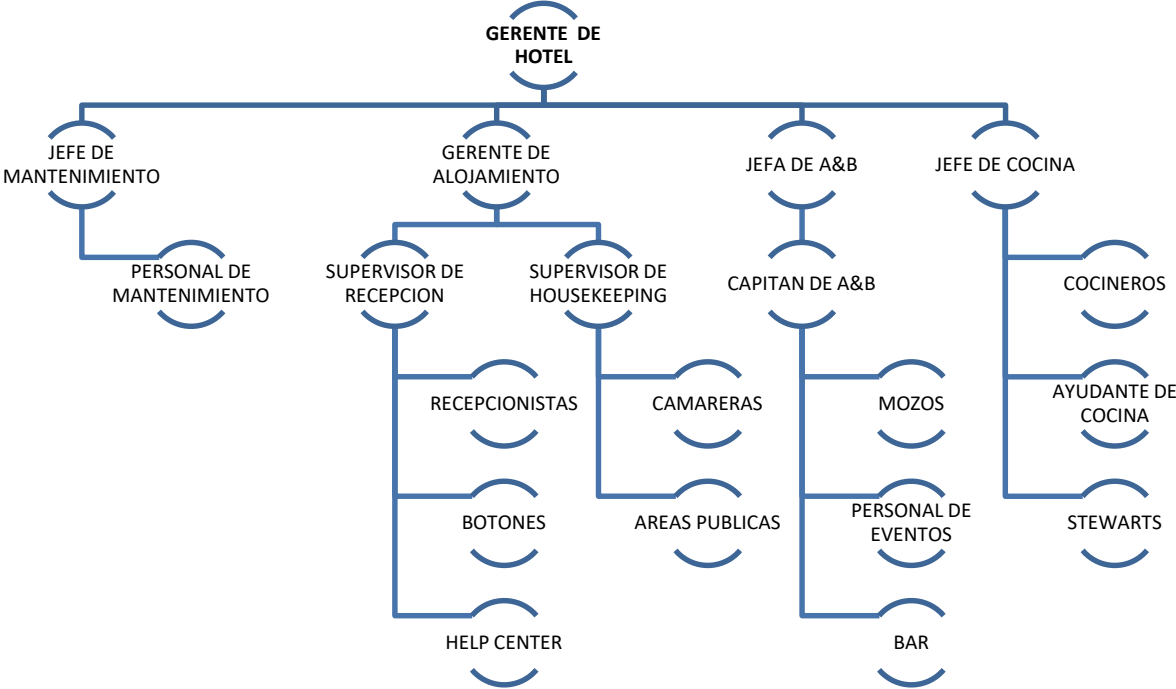 GERENTE DE
HOTEL
JEFE DE
MANTENIMIENTO
GERENTE DE
ALOJAMIENTO
JEFA DE A&B
JEFE DE COCINA
PERSONAL DE
MANTENIMIENTO
SUPERVISOR DE
RECEPCION
SUPERVISOR DE
HOUSEKEEPING
CAPITAN DE A&B
COCINEROS
RECEPCIONISTAS
CAMARERAS
MOZOS
AYUDANTE DE
COCINA
BOTONES
AREAS PUBLICAS
PERSONAL DE
EVENTOS
STEWARTS
HELP CENTER
BAR